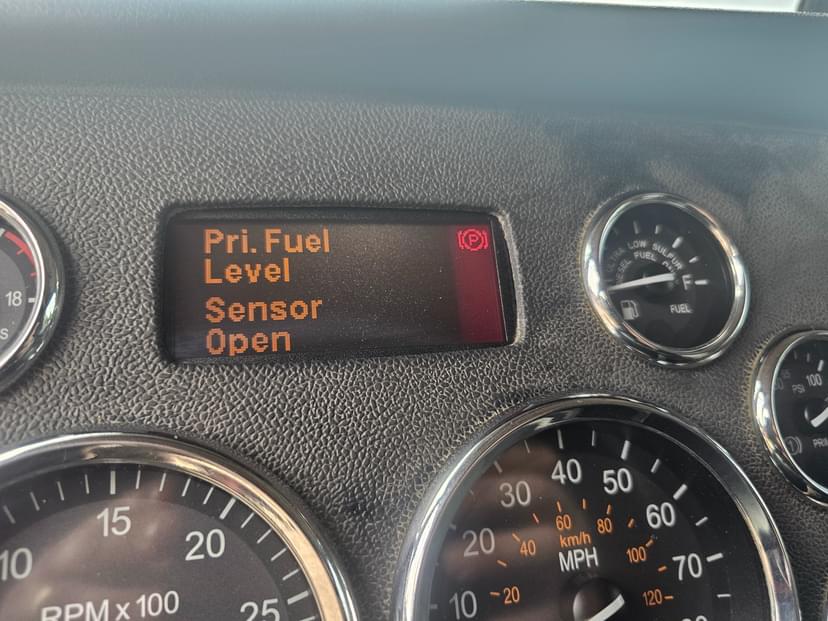 Pri. Fuel
Level
Sensor
Open
P
ULTRA LOW SULFUR
DIESEL FUEL ONLY
F
FUEL
18
S
100
PSI
PRI
10
15
20
25
RPM x 100
10
20
30
40
50
60
70
20
40
60
80
100
120
km/h
MPH